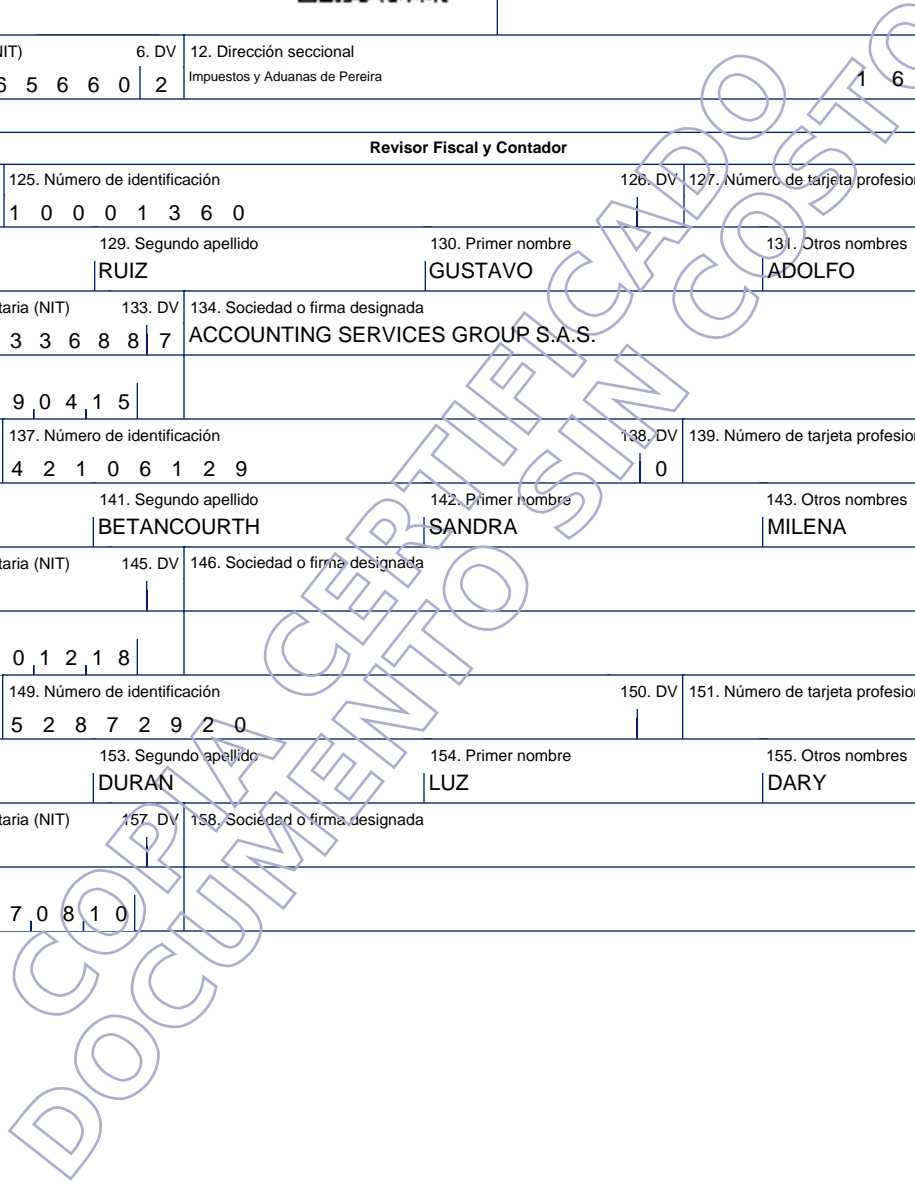 NIT) 6. DV 12. Dirección seccional
6 5 6 6 0 2 Impuestos y Aduanas de Pereira 1 6
Revisor Fiscal y Contador
125. Número de identificación 126. DV 127. Número de tarjeta profesion
1 0 0 0 1 3 6 0
129. Segundo apellido 130. Primer nombre 131. Otros nombres
RUIZ GUSTAVO ADOLFO
taria (NIT) 133. DV 134. Sociedad o firma designada
3 3 6 8 8 7 ACCOUNTING SERVICES GROUP S.A.S.
9 0 4 1 5
137. Número de identificación 138. DV 139. Número de tarjeta profesion
4 2 1 0 6 1 2 9 0
141. Segundo apellido 142. Primer nombre 143. Otros nombres
BETANCOURTH SANDRA MILENA
taria (NIT) 145. DV 146. Sociedad o firma designada
0 1 2 1 8
149. Número de identificación 150. DV 151. Número de tarjeta profesion
5 2 8 7 2 9 2 0
153. Segundo apellido 154. Primer nombre 155. Otros nombres
DURAN LUZ DARY
taria (NIT) 157. DV 158. Sociedad o firma designada
7 0 8 1 0
COPIA CERTIFICADO
DOCUMENTO SIN COSTO